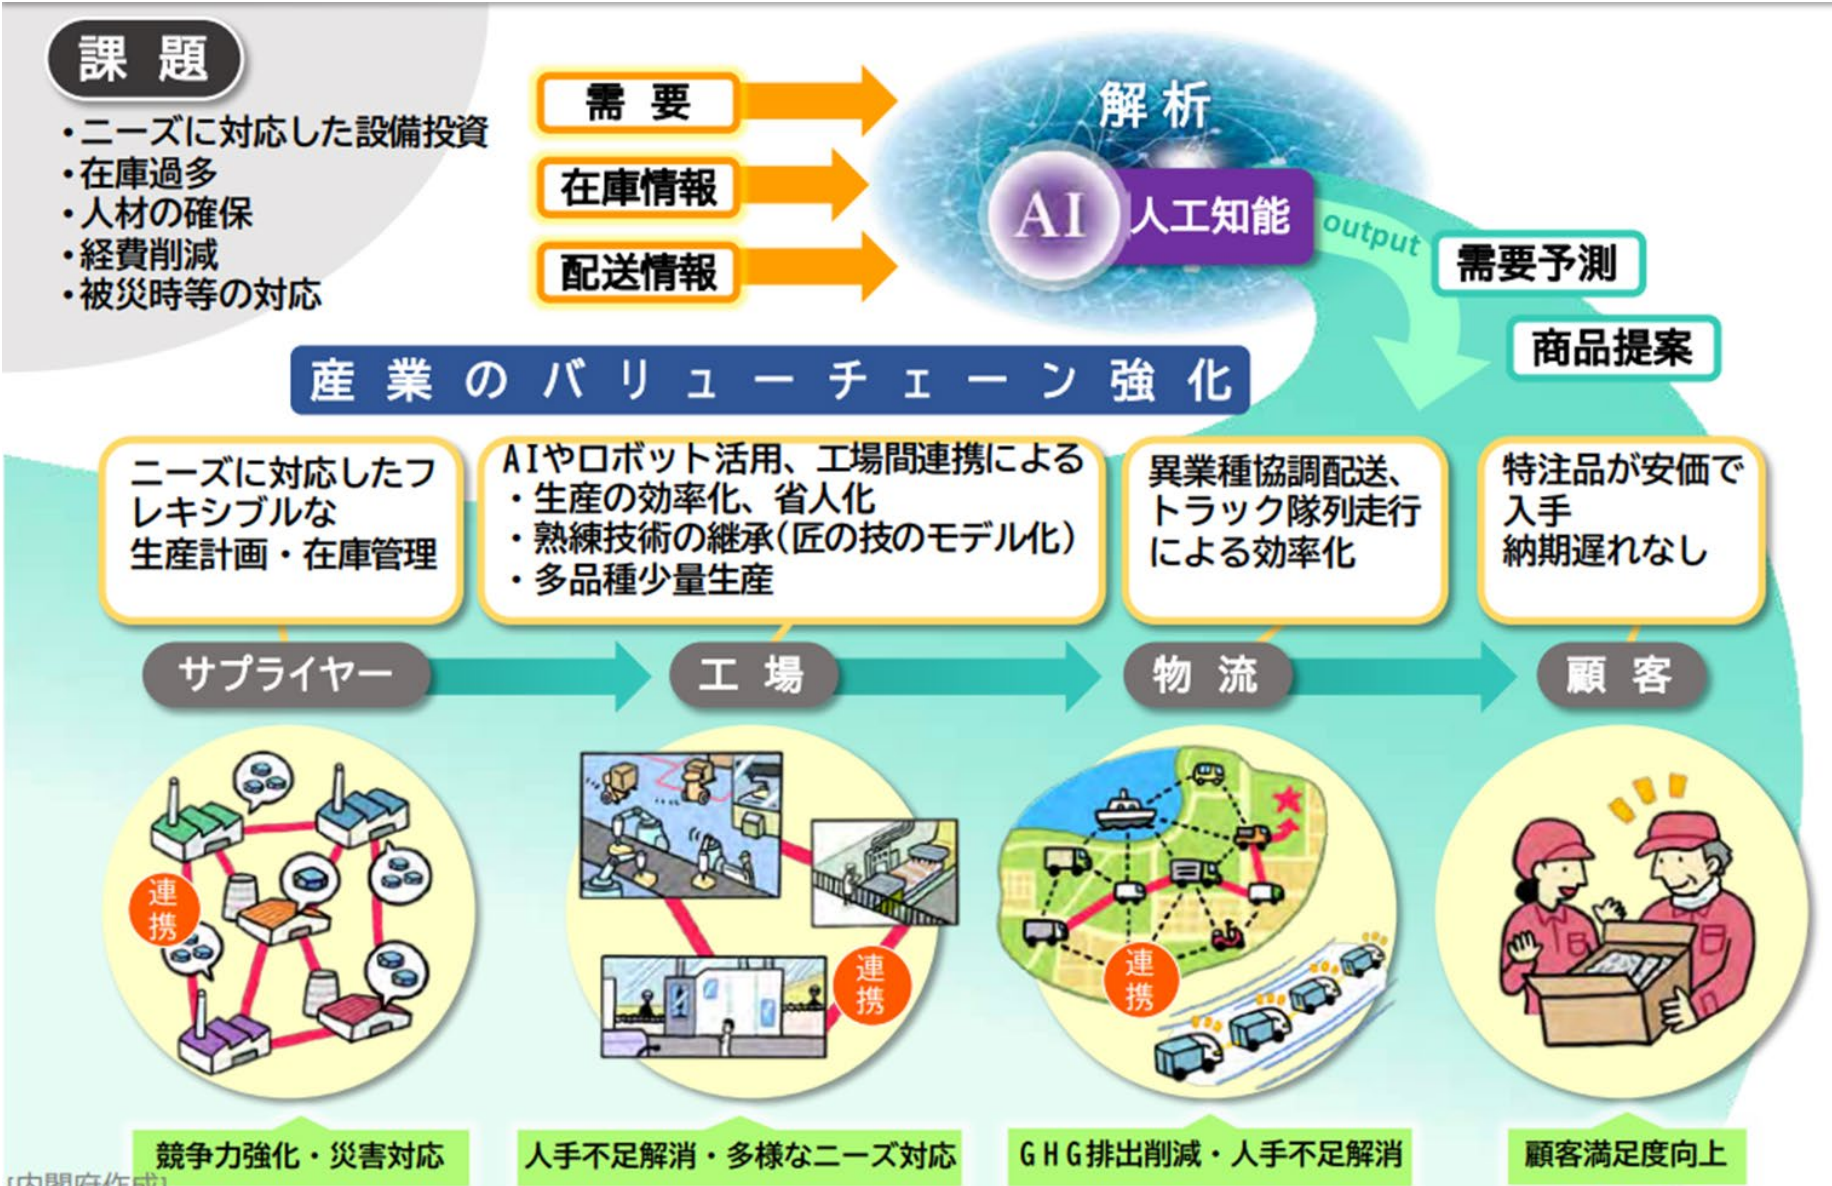 課題
・ニーズに対応した設備投資
・在庫過多
・人材の確保
・経費削減
・被災時等の対応
需要
在庫情報
配送情報
解析
AI
人工知能
output
需要予測
商品提案
産業のバリューチェーン強化
ニーズに対応したフ
レキシブルな
生産計画・在庫管理
AIやロボット活用、工場間連携による
・生産の効率化、省人化
・熟練技術の継承(匠の技のモデル化)
・多品種少量生産
異業種協調配送、
トラック隊列走行
による効率化
特注品が安価で
入手
納期遅れなし
サプライヤー
工場
物流
顧客
連
携
連
携
連
携
競争力強化・災害対応
人手不足解消・多様なニーズ対応
GHG排出削減・人手不足解消
顧客満足度向上
[内閣府作成]